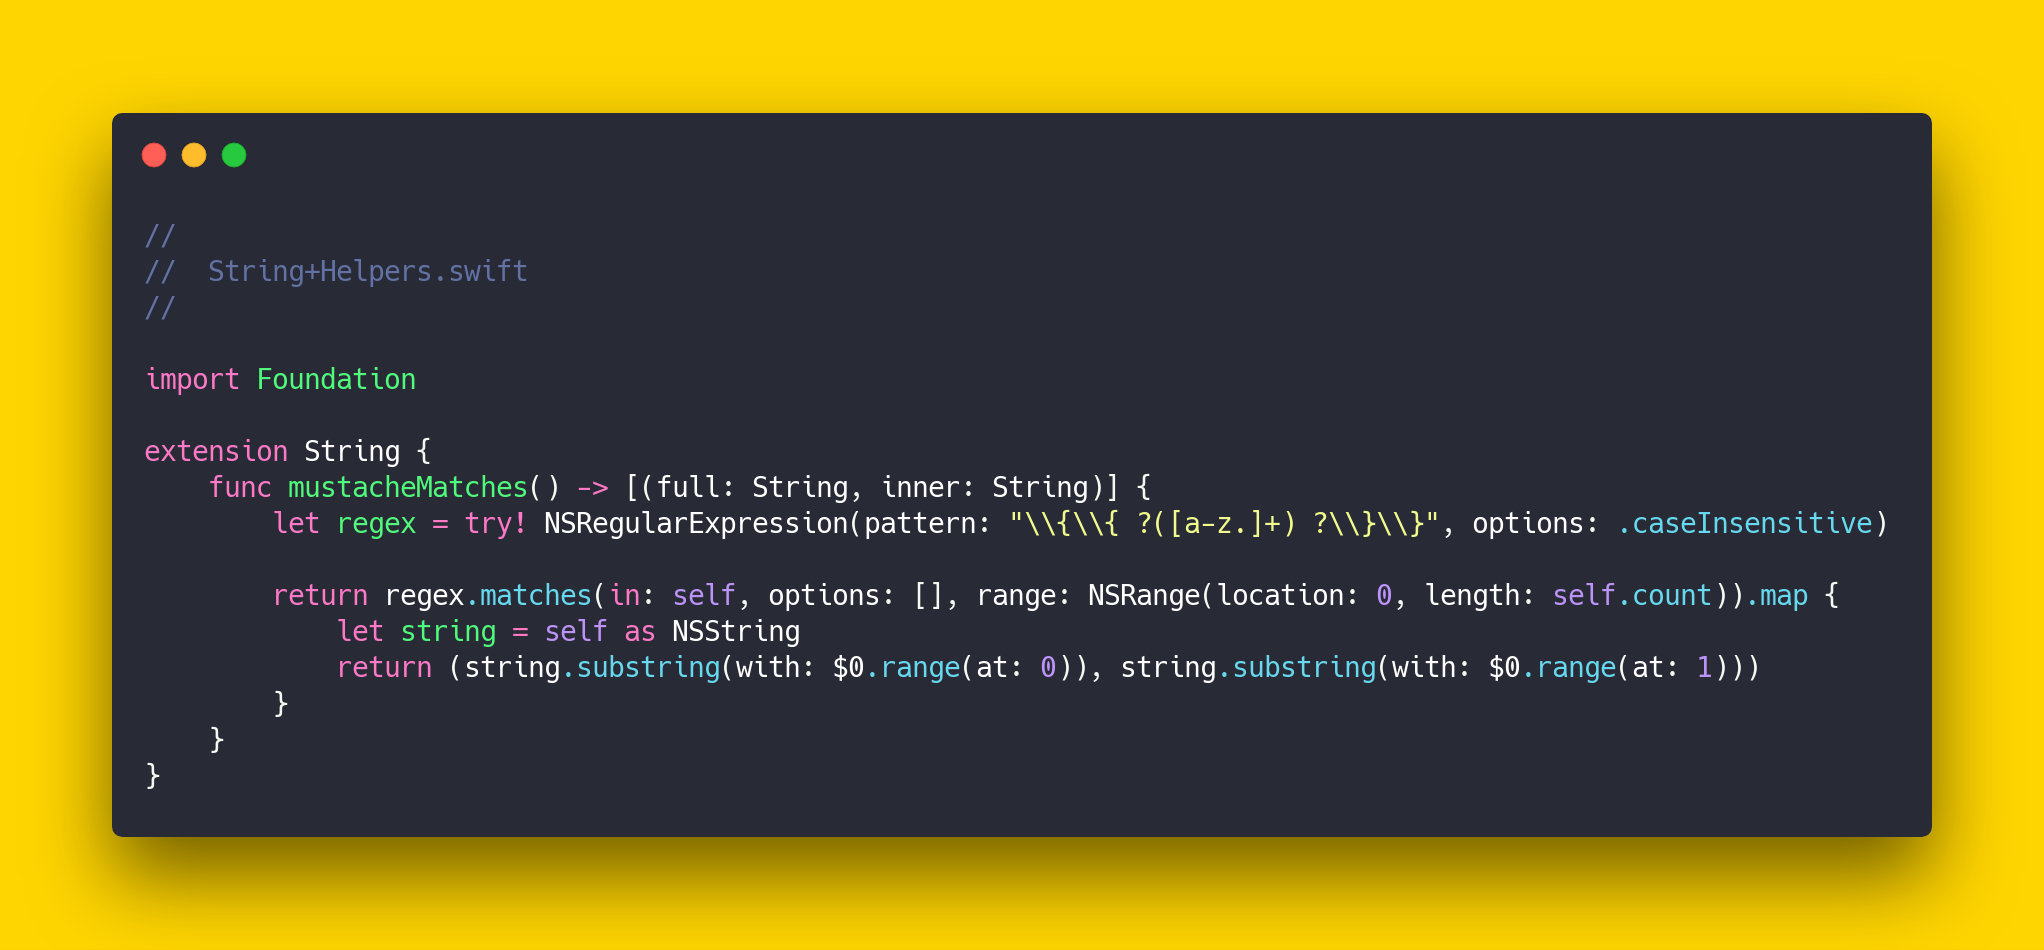 //
//  String+Helpers.swift
//

import Foundation

extension String {
    func mustacheMatches() -> [(full: String, inner: String)] {
        let regex = try! NSRegularExpression(pattern: "\\{\\{ ?([a-z.]+) ?\\}\\}", options: .caseInsensitive)

        return regex.matches(in: self, options: [], range: NSRange(location: 0, length: self.count)).map {
            let string = self as NSString
            return (string.substring(with: $0.range(at: 0)), string.substring(with: $0.range(at: 1)))
        }
    }
}